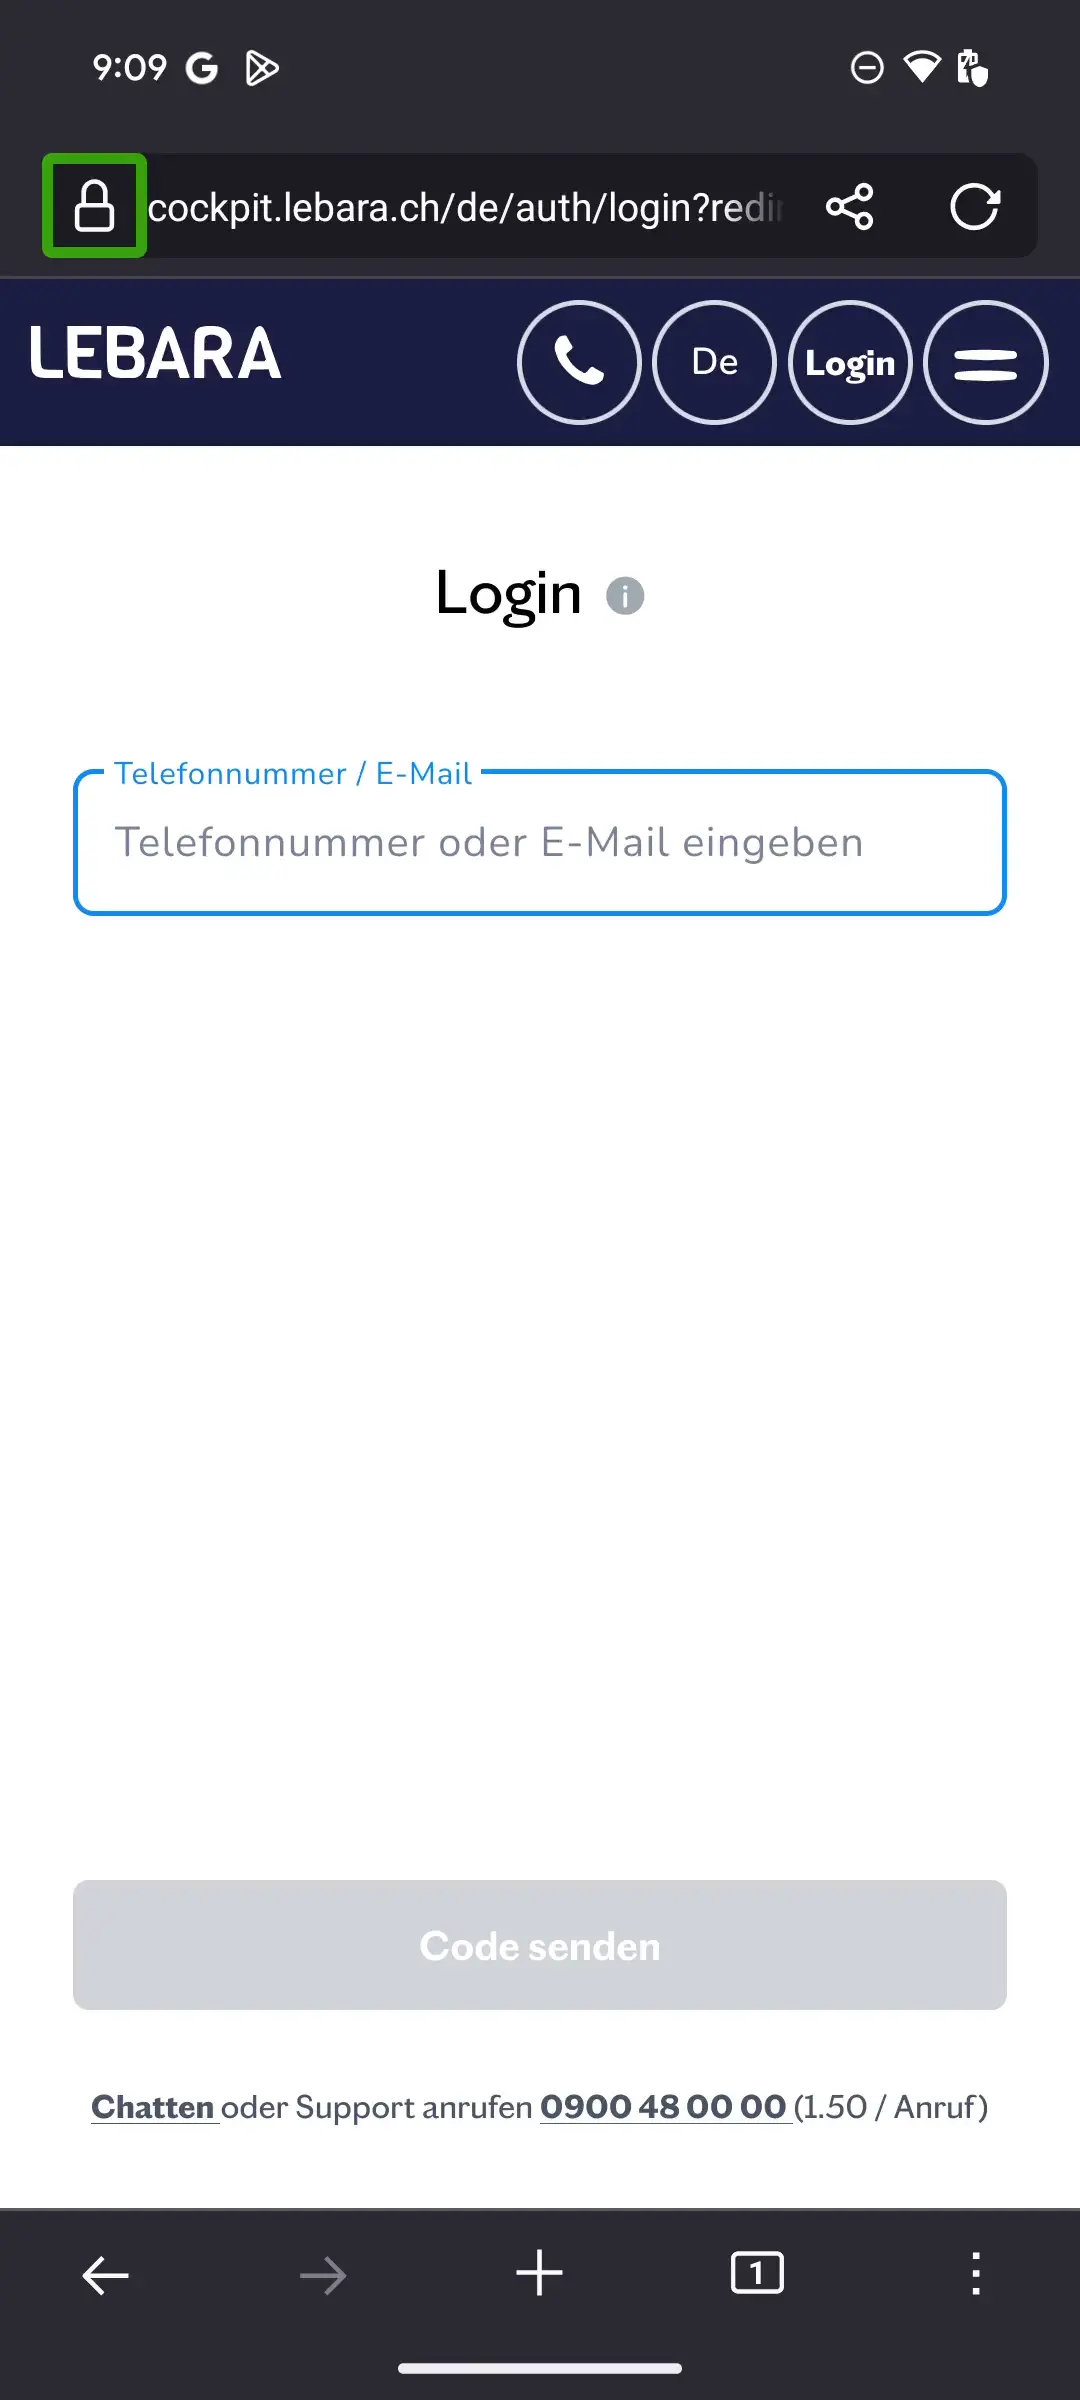 9:09
cockpit.lebara.ch/de/auth/login?redir
LEBARA
De
Login
Login
Telefonnummer / E-Mail
Telefonnummer oder E-Mail eingeben
Code senden
Chatten oder Support anrufen 0900 48 00 00 (1.50 / Anruf)
1